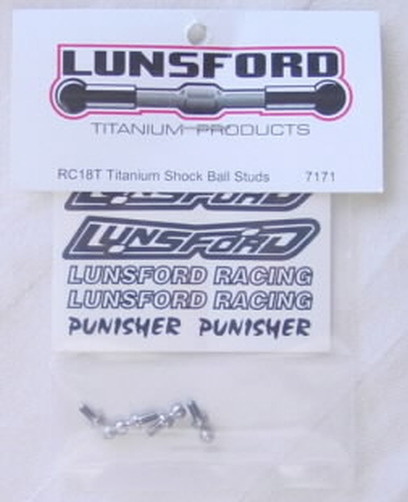 LUNSFORD
TITANIUM PRODUCTS
RC18T Titanium Shock Ball Studs 7171
LUNSFORD
LUNSFORD
LUNSFORD RACING
LUNSFORD RACING
PUNISHER PUNISHER